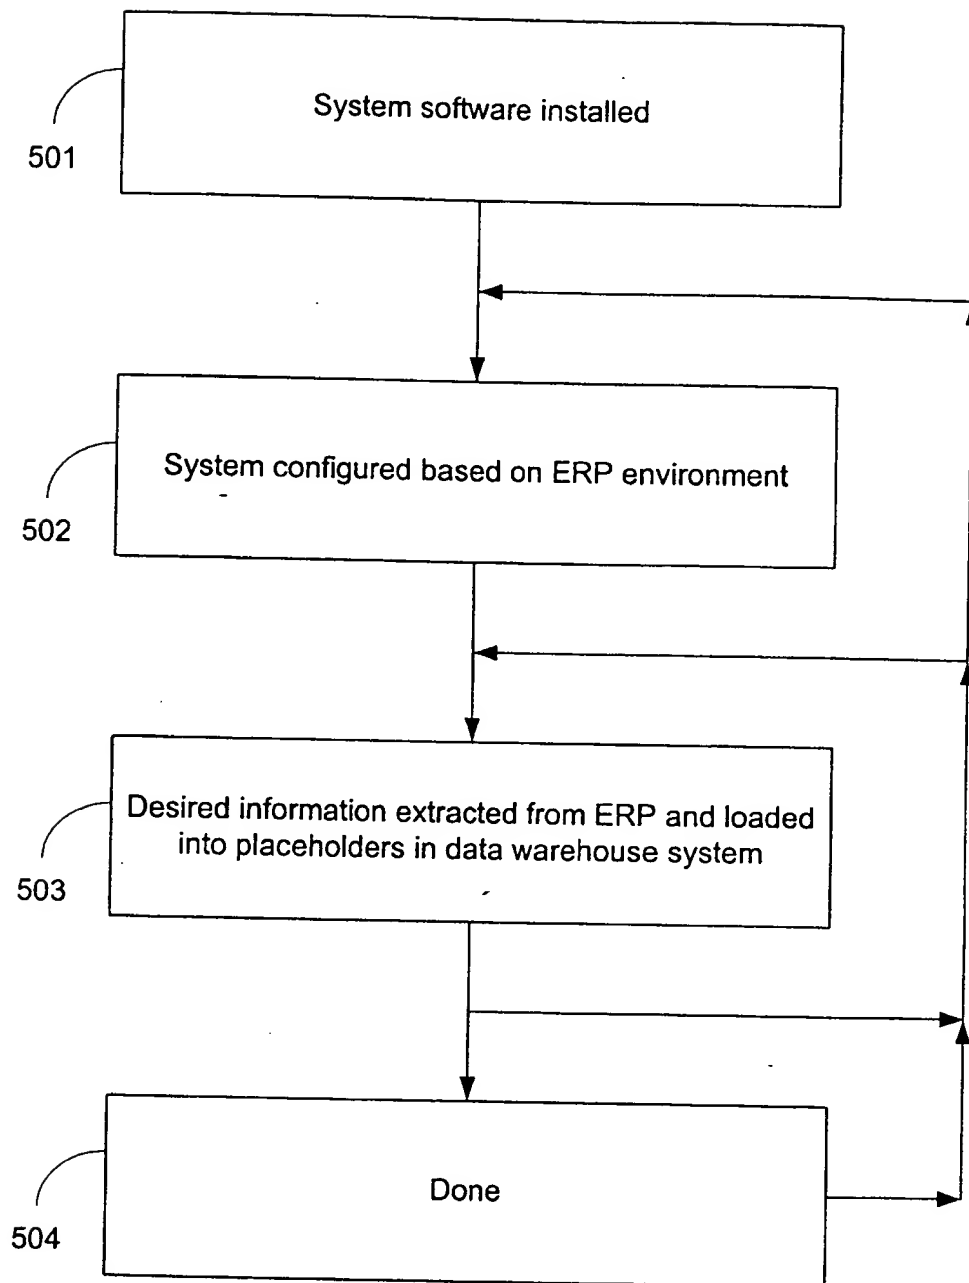 System software installed
501
System configured based on ERP environment
502
Desired information extracted from ERP and loaded
into placeholders in data warehouse system
503
Done
504